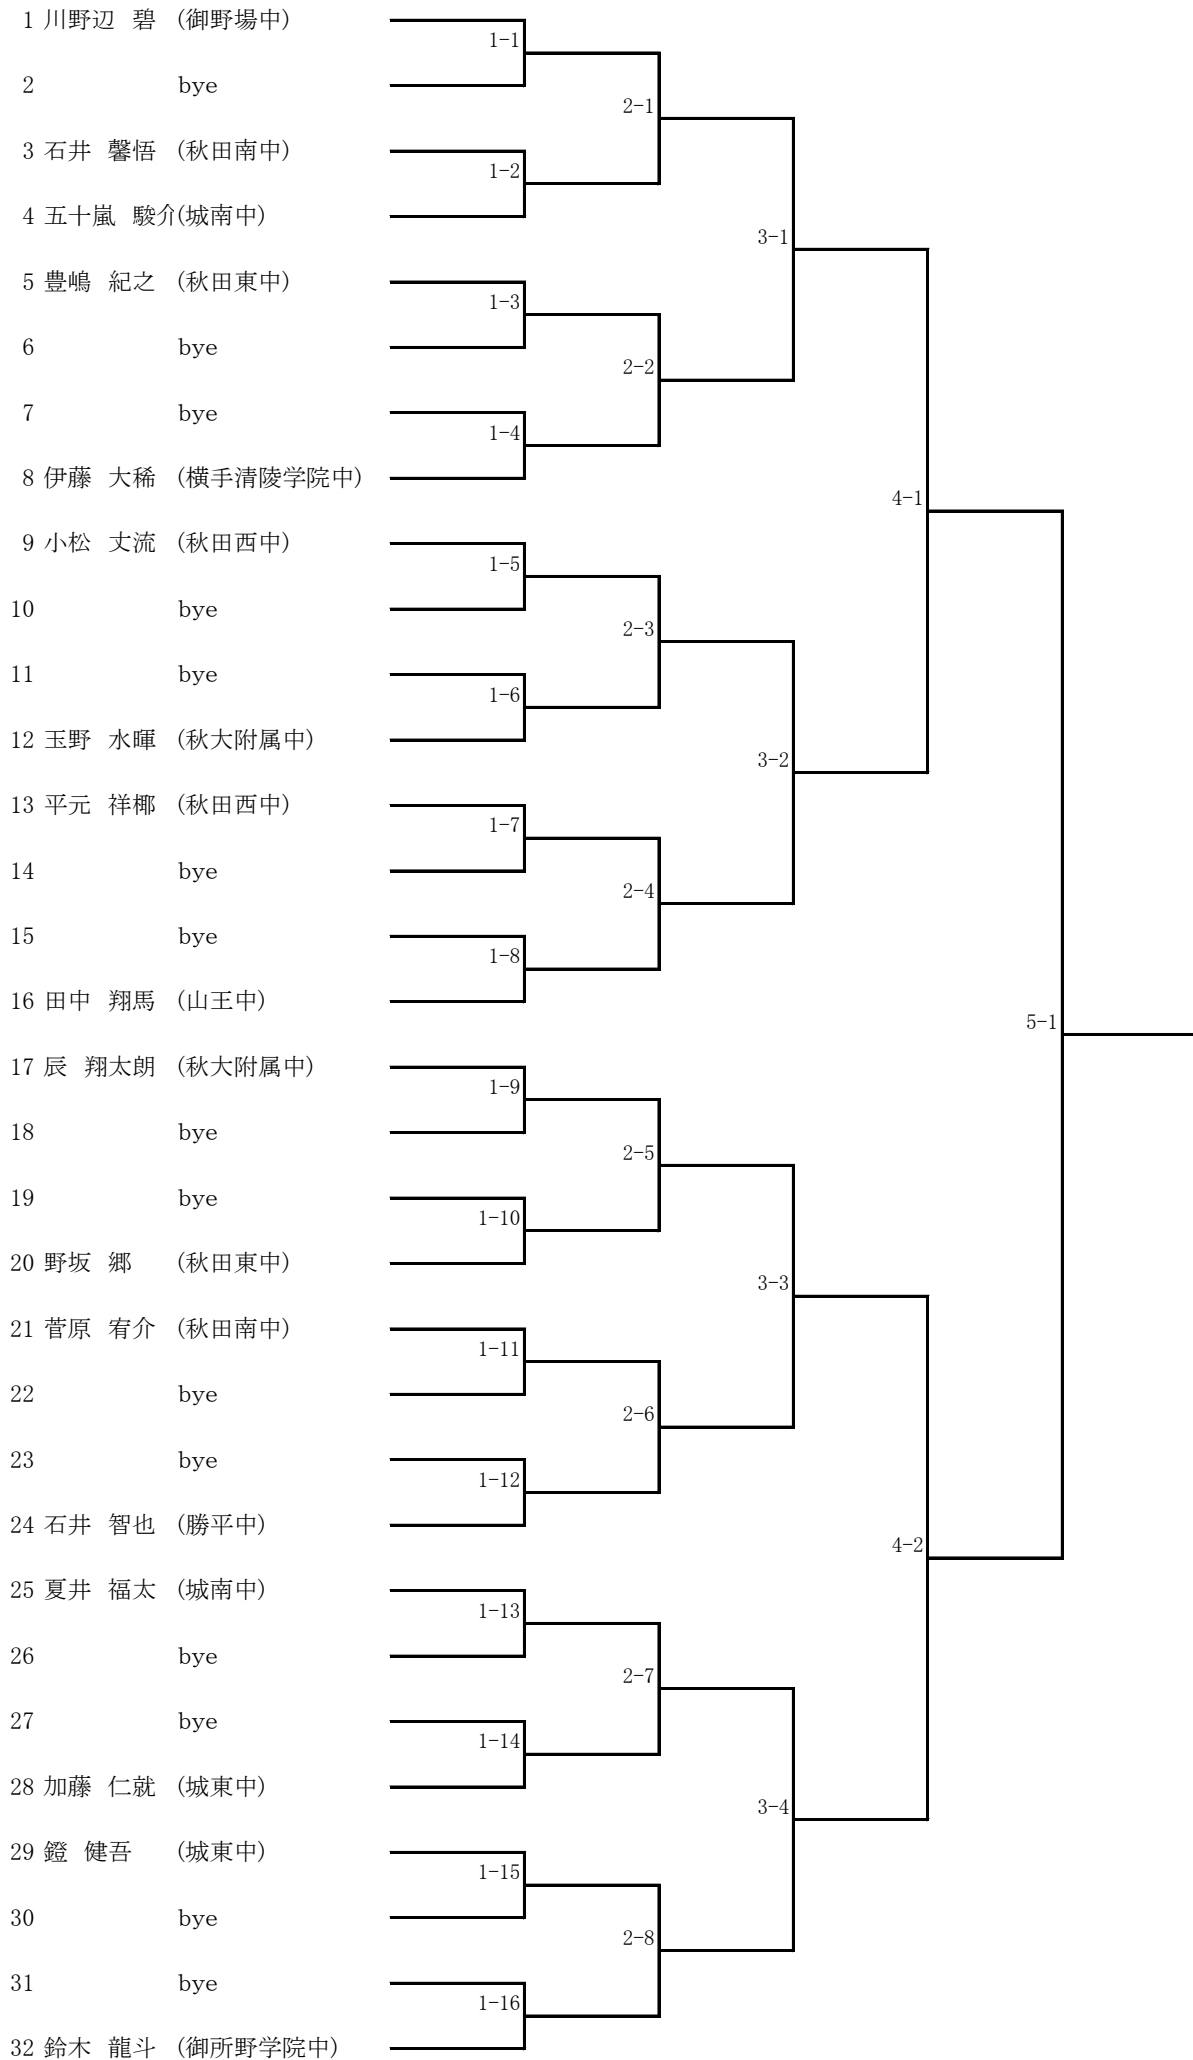 1 川野辺 碧 (御野場中)
1-1
2 bye
2-1
3 石井 馨悟 (秋田南中)
1-2
4 五十嵐 駿介(城南中)
3-1
5 豊嶋 紀之 (秋田東中)
1-3
6 bye
2-2
7 bye
1-4
8 伊藤 大稀 (横手清陵学院中)
4-1
9 小松 丈流 (秋田西中)
1-5
10 bye
2-3
11 bye
1-6
12 玉野 水暉 (秋大附属中)
3-2
13 平元 祥椰 (秋田西中)
1-7
14 bye
2-4
15 bye
1-8
16 田中 翔馬 (山王中)
5-1
17 辰 翔太朗 (秋大附属中)
1-9
18 bye
2-5
19 bye
1-10
20 野坂 郷 (秋田東中)
3-3
21 菅原 宥介 (秋田南中)
1-11
22 bye
2-6
23 bye
1-12
24 石井 智也 (勝平中)
4-2
25 夏井 福太 (城南中)
1-13
26 bye
2-7
27 bye
1-14
28 加藤 仁就 (城東中)
3-4
29 鐙 健吾 (城東中)
1-15
30 bye
2-8
31 bye
1-16
32 鈴木 龍斗 (御所野学院中)